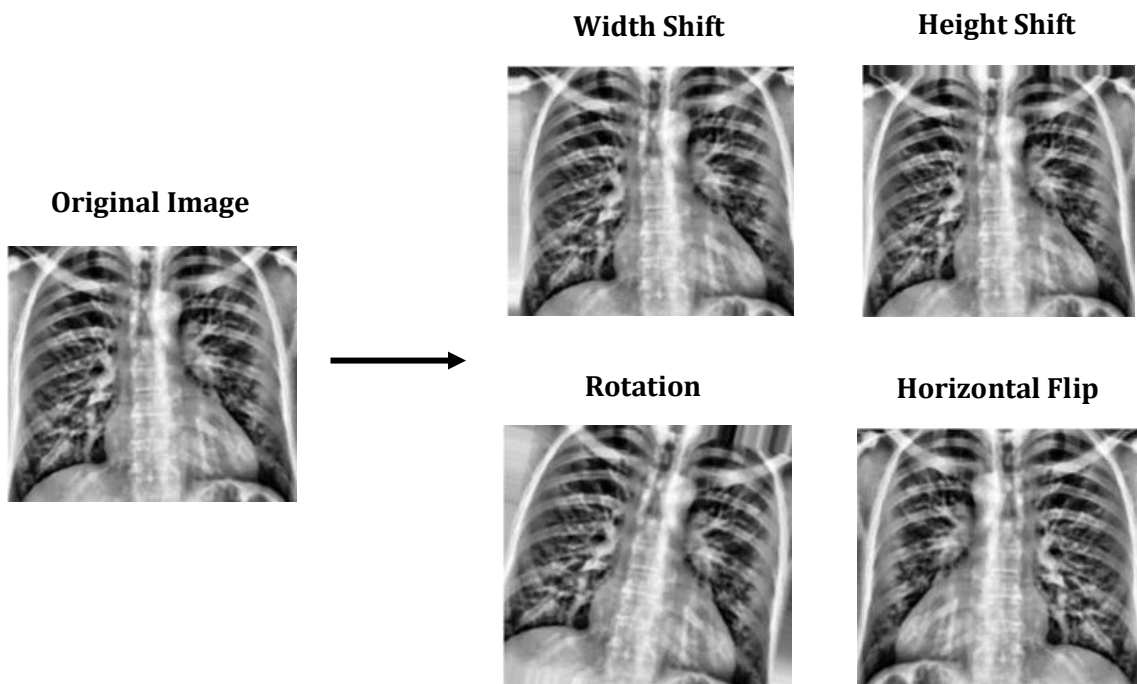 Width Shift
Height Shift
Original Image
Rotation
Horizontal Flip